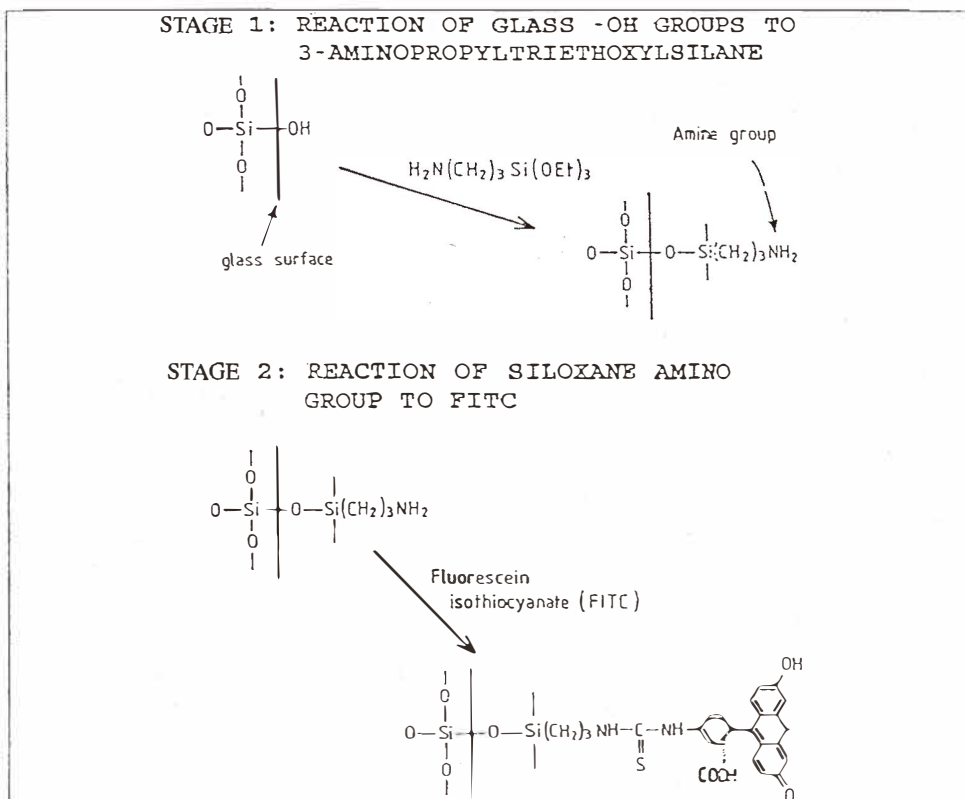 STAGE 1: REACTION OF GLASS -OH GROUPS TO
3-AMINOPROPYLTRIETHOXYLSILANE
O
O—Si—OH
O
glass surface
H2N(CH2)3Si(OEt)3
Amine group
O
O—Si—O—Si(CH2)3NH2
O
STAGE 2: REACTION OF SILOXANE AMINO
GROUP TO FITC
O
O—Si—O—Si(CH2)3NH2
O
Fluorescein
isothiocyanate (FITC)
OH
O
O—Si—O—Si(CH2)3NH—C—NH
S
COOH
O
O